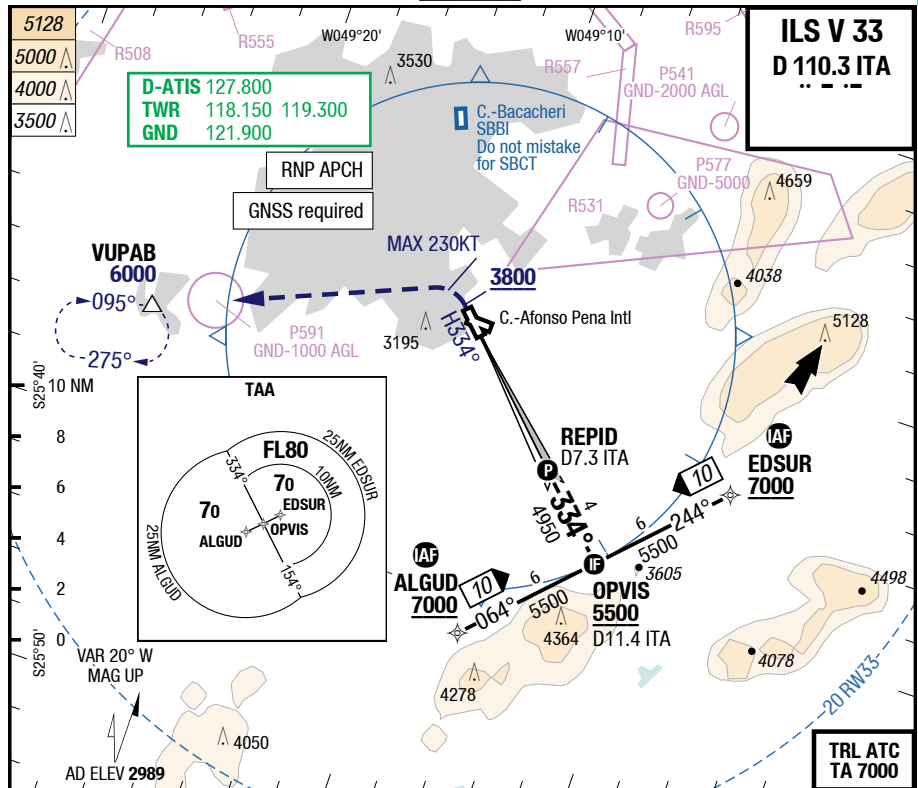 5128
5000
4000
3500
R508
R555
W049°20'
3530
W049°10'
R595
R557
P541
GND-2000 AGL
ILS V 33
D 110.3 ITA
D-ATIS 127.800
TWR 118.150 119.300
GND 121.900
C.-Bacacheri
SBBI
Do not mistake
for SBCT
RNP APCH
GNSS required
P577
GND-5000
R531
4659
MAX 230KT
VUPAB
6000
095°
275°
3800
4038
P591
GND-1000 AGL
3195
H334°
C.-Afonso Pena Intl
5128
S25°40'
10 NM
8
6
4
2
0
S25°50'
TAA
FL80
25NM EDSUR
10NM
334°
70
70
EDSUR
OPVIS
ALGUD
154°
25NM ALGUD
REPID
D7.3 ITA
P
IAF
EDSUR
7000
10
244°
6
5500
334°
4
4950
IF
OPVIS
5500
D11.4 ITA
3605
IAF
ALGUD
7000
10
064°
6
5500
4364
4498
4078
4278
4050
20 RW33
VAR 20° W
MAG UP
AD ELEV 2989
TRL ATC
TA 7000